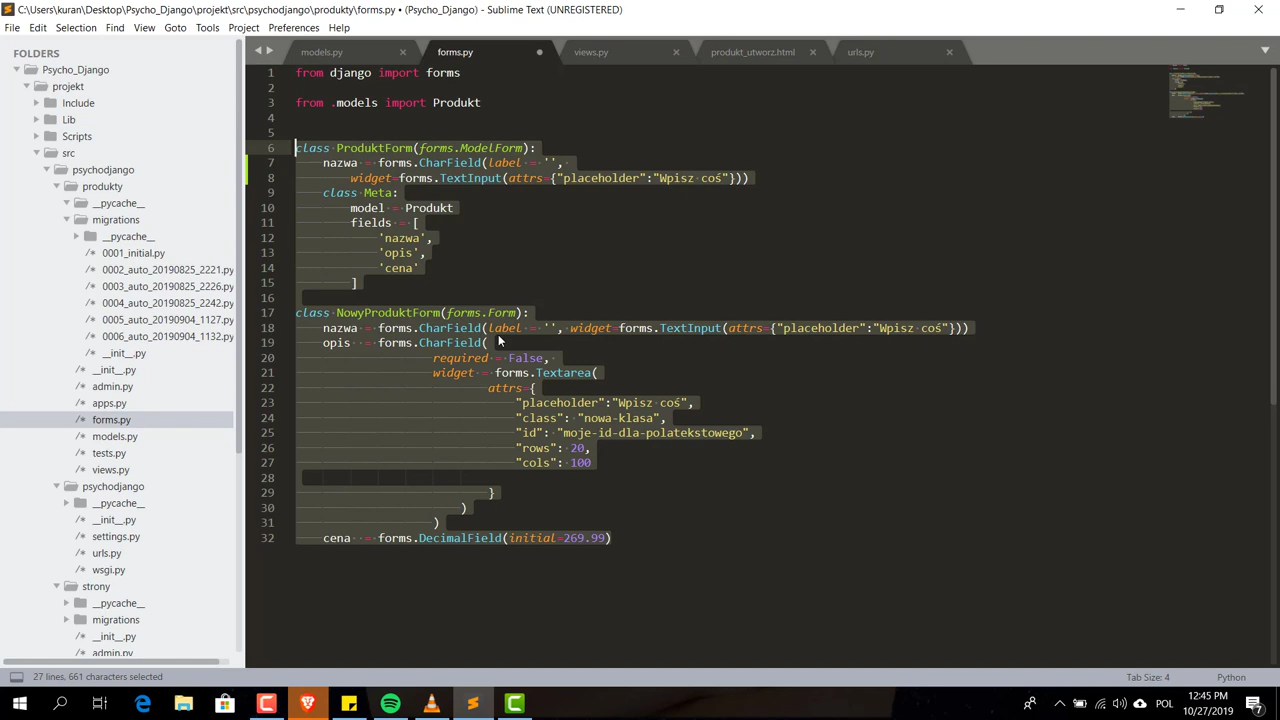 C:\Users\kuran\Desktop\Psycho_Django\projekt\src\psychodjango\produkty\forms.py • (Psycho_Django) - Sublime Text (UNREGISTERED)
File Edit Selection Find View Goto Tools Project Preferences Help
FOLDERS
Psycho_Django
projekt
Include
Lib
Scripts
src
psychodjango
produkty
__pycache__
migrations
__pycache__
/* 0001_initial.py
/* 0002_auto_20190825_2221.py
/* 0003_auto_20190825_2226.py
/* 0004_auto_20190825_2242.py
/* 0005_auto_20190904_1127.py
/* 0006_auto_20190904_1132.py
/* __init__.py
/* __init__.py
/* admin.py
/* apps.py
/* forms.py
/* models.py
/* tests.py
/* views.py
psychodjango
__pycache__
/* __init__.py
/* settings.py
/* urls.py
/* wsgi.py
strony
__pycache__
migrations
/* __init__.py
/* admin.py
models.py forms.py views.py produkt_utworz.html urls.py
1 from django import forms
2
3 from .models import Produkt
4
5
6 class ProduktForm(forms.ModelForm):
7 nazwa = forms.CharField(label = '',
8 widget=forms.TextInput(attrs={"placeholder":"Wpisz coś"}))
9 class Meta:
10 model = Produkt
11 fields = [
12 'nazwa',
13 'opis',
14 'cena'
15 ]
16
17 class NowyProduktForm(forms.Form):
18 nazwa = forms.CharField(label = '', widget=forms.TextInput(attrs={"placeholder":"Wpisz coś"}))
19 opis = forms.CharField(
20 required = False,
21 widget = forms.Textarea(
22 attrs={
23 "placeholder":"Wpisz coś",
24 "class": "nowa-klasa",
25 "id": "moje-id-dla-polatekstowego",
26 "rows": 20,
27 "cols": 100
28
29 }
30 )
31 )
32 cena = forms.DecimalField(initial=269.99)
27 lines, 661 characters selected Tab Size: 4 Python
POL 12:45 PM
10/27/2019
7